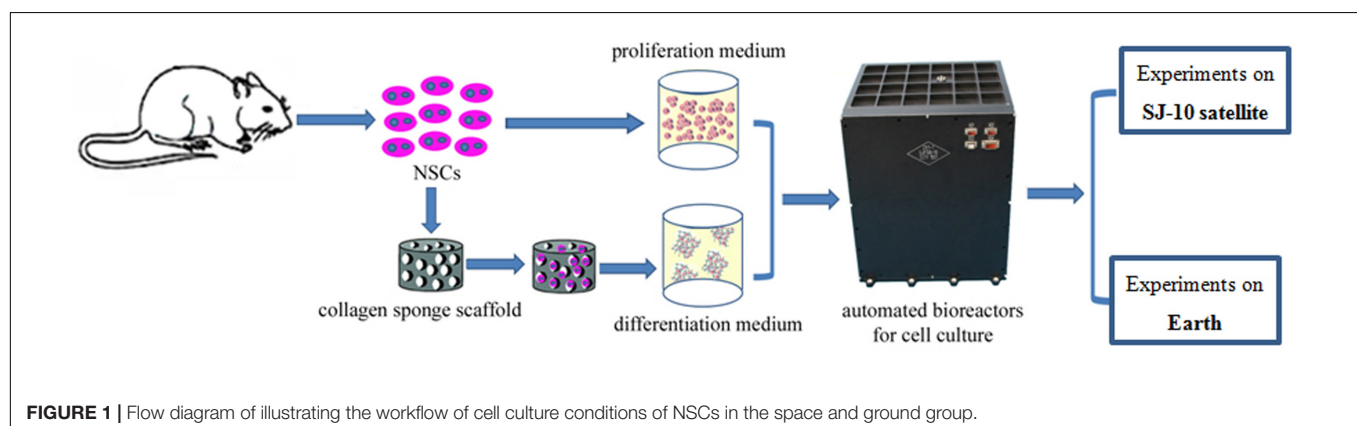 proliferation medium
NSCs
collagen sponge scaffold
differentiation medium
automated bioreactors
for cell culture
Experiments on
SJ-10 satellite
Experiments on
Earth
FIGURE 1 | Flow diagram of illustrating the workflow of cell culture conditions of NSCs in the space and ground group.